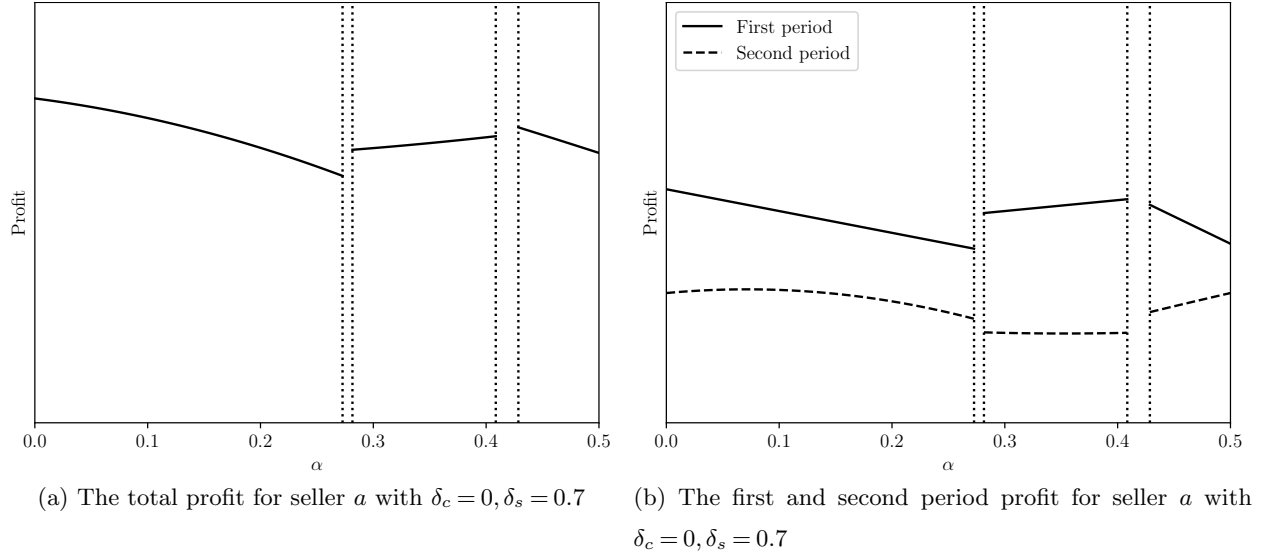 Profit
0.0 0.1 0.2 0.3 0.4 0.5
α
(a) The total profit for seller a with δc = 0, δs = 0.7
First period
Second period
Profit
0.0 0.1 0.2 0.3 0.4 0.5
α
(b) The first and second period profit for seller a with
δc = 0, δs = 0.7